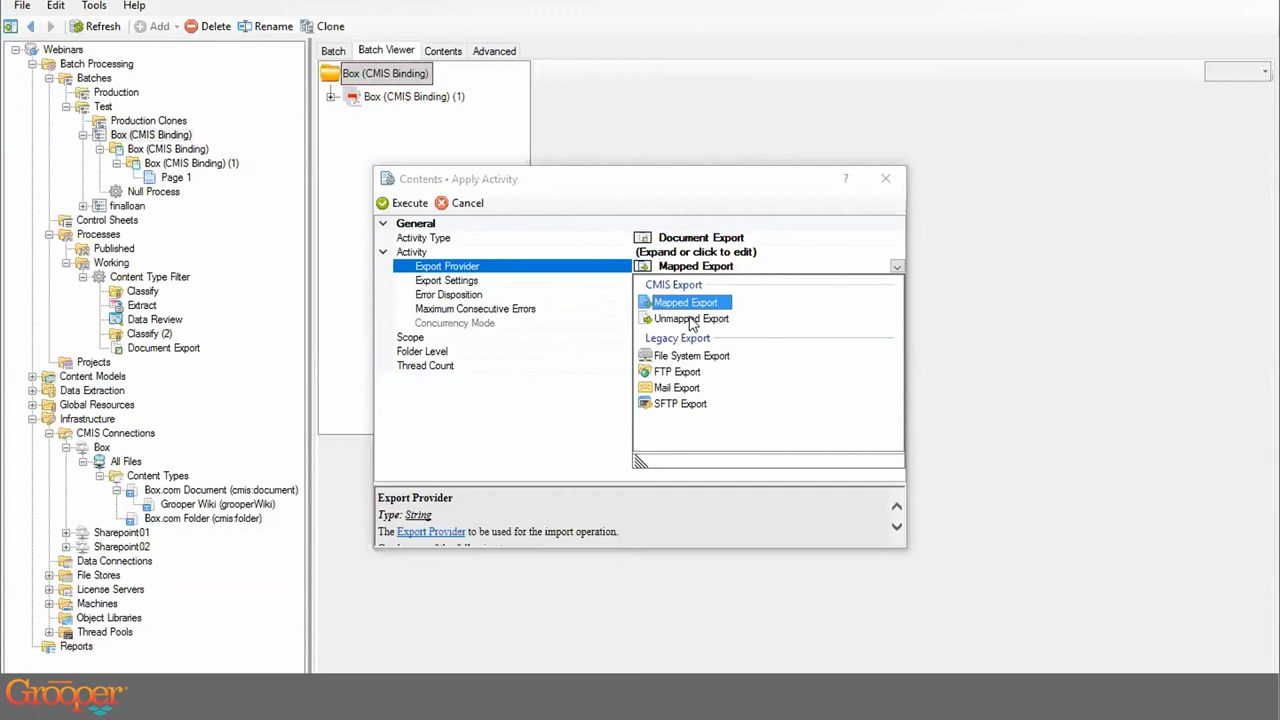 File Edit Tools Help
Refresh Add Delete Rename Clone
Webinars
Batch Processing
Batches
Production
Test
Production Clones
Box (CMIS Binding)
Box (CMIS Binding)
Box (CMIS Binding) (1)
Page 1
Null Process
finalloan
Control Sheets
Processes
Published
Working
Content Type Filter
Classify
Extract
Data Review
Classify (2)
Document Export
Projects
Content Models
Data Extraction
Global Resources
Infrastructure
CMIS Connections
Box
All Files
Content Types
Box.com Document (cmis:document)
Grooper Wiki (grooperWiki)
Box.com Folder (cmis:folder)
Sharepoint01
Sharepoint02
Data Connections
File Stores
License Servers
Machines
Object Libraries
Thread Pools
Reports
Batch Batch Viewer Contents Advanced
Box (CMIS Binding)
Box (CMIS Binding) (1)
Contents • Apply Activity ?
Execute Cancel
General
Activity Type Document Export
Activity (Expand or click to edit)
Export Provider Mapped Export
Export Settings
Error Disposition
Maximum Consecutive Errors
Concurrency Mode
Scope
Folder Level
Thread Count
CMIS Export
Mapped Export
Unmapped Export
Legacy Export
File System Export
FTP Export
Mail Export
SFTP Export
Export Provider
Type: String
The Export Provider to be used for the import operation.
Grooper